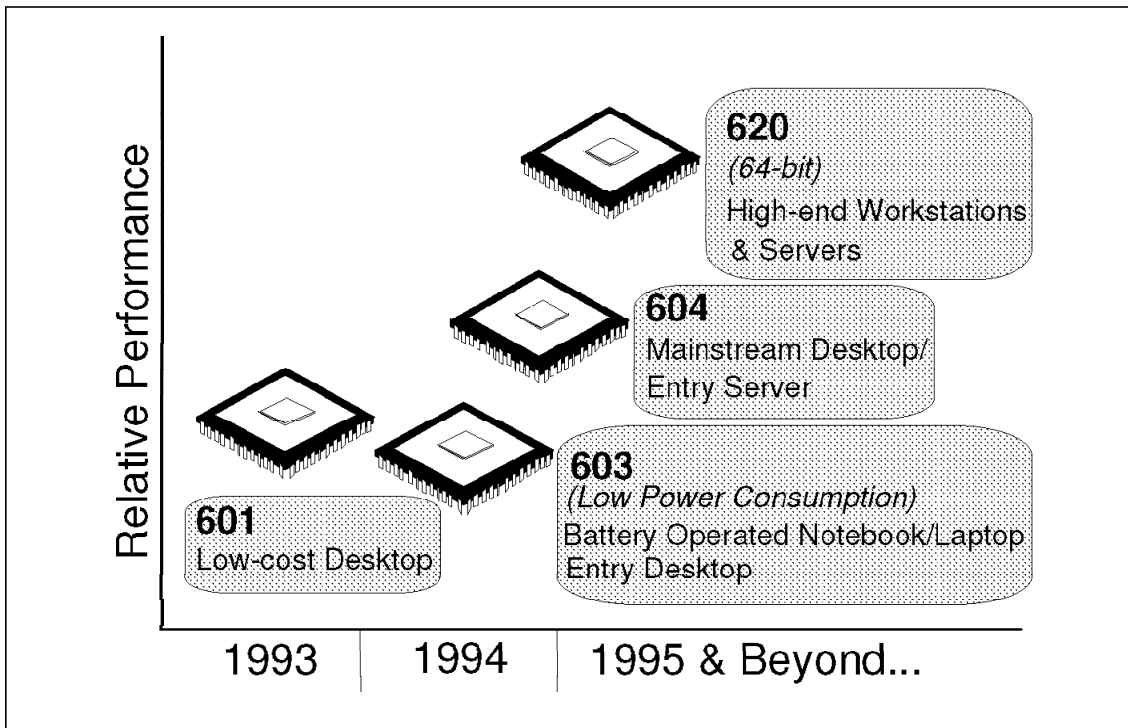 Relative Performance
620
(64-bit)
High-end Workstations
& Servers
604
Mainstream Desktop/
Entry Server
603
(Low Power Consumption)
Battery Operated Notebook/Laptop
Entry Desktop
601
Low-cost Desktop
1993
1994
1995 & Beyond...